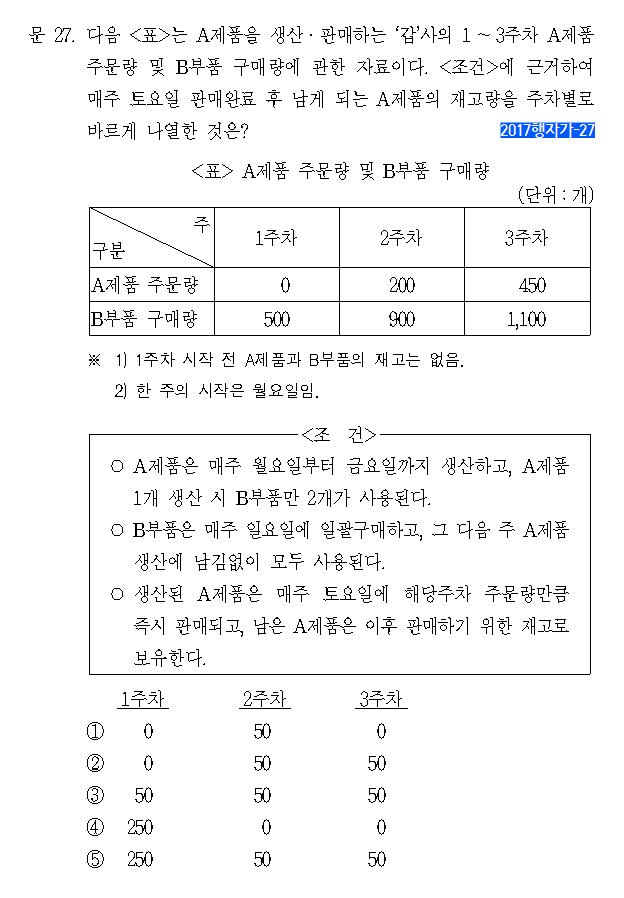 문 27. 다음 <표>는 A제품을 생산·판매하는 ‘갑’사의 1 ~ 3주차 A제품
주문량 및 B부품 구매량에 관한 자료이다. <조건>에 근거하여
매주 토요일 판매완료 후 남게 되는 A제품의 재고량을 주차별로
바르게 나열한 것은? 2017행자가-27
<표> A제품 주문량 및 B부품 구매량
(단위 : 개)
구분 주 1주차 2주차 3주차
A제품 주문량 0 200 450
B부품 구매량 500 900 1,100
※ 1) 1주차 시작 전 A제품과 B부품의 재고는 없음.
2) 한 주의 시작은 월요일임.
<조 건>
○ A제품은 매주 월요일부터 금요일까지 생산하고, A제품
1개 생산 시 B부품만 2개가 사용된다.
○ B부품은 매주 일요일에 일괄구매하고, 그 다음 주 A제품
생산에 남김없이 모두 사용된다.
○ 생산된 A제품은 매주 토요일에 해당주차 주문량만큼
즉시 판매되고, 남은 A제품은 이후 판매하기 위한 재고로
보유한다.
1주차 2주차 3주차
① 0 50 0
② 0 50 50
③ 50 50 50
④ 250 0 0
⑤ 250 50 50